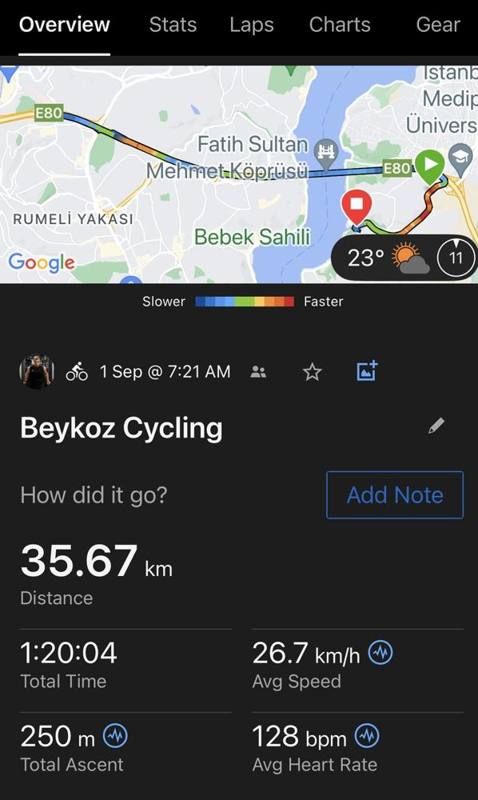 Overview Stats Laps Charts Gear
Istanb
Medip
Univers
E80
Fatih Sultan
Mehmet Köprüsü
E80
RUMELİ YAKASI
Bebek Sahili
Google
23° 11
Slower Faster
1 Sep @ 7:21 AM
Beykoz Cycling
How did it go? Add Note
35.67 km
Distance
1:20:04 26.7 km/h
Total Time Avg Speed
250 m 128 bpm
Total Ascent Avg Heart Rate